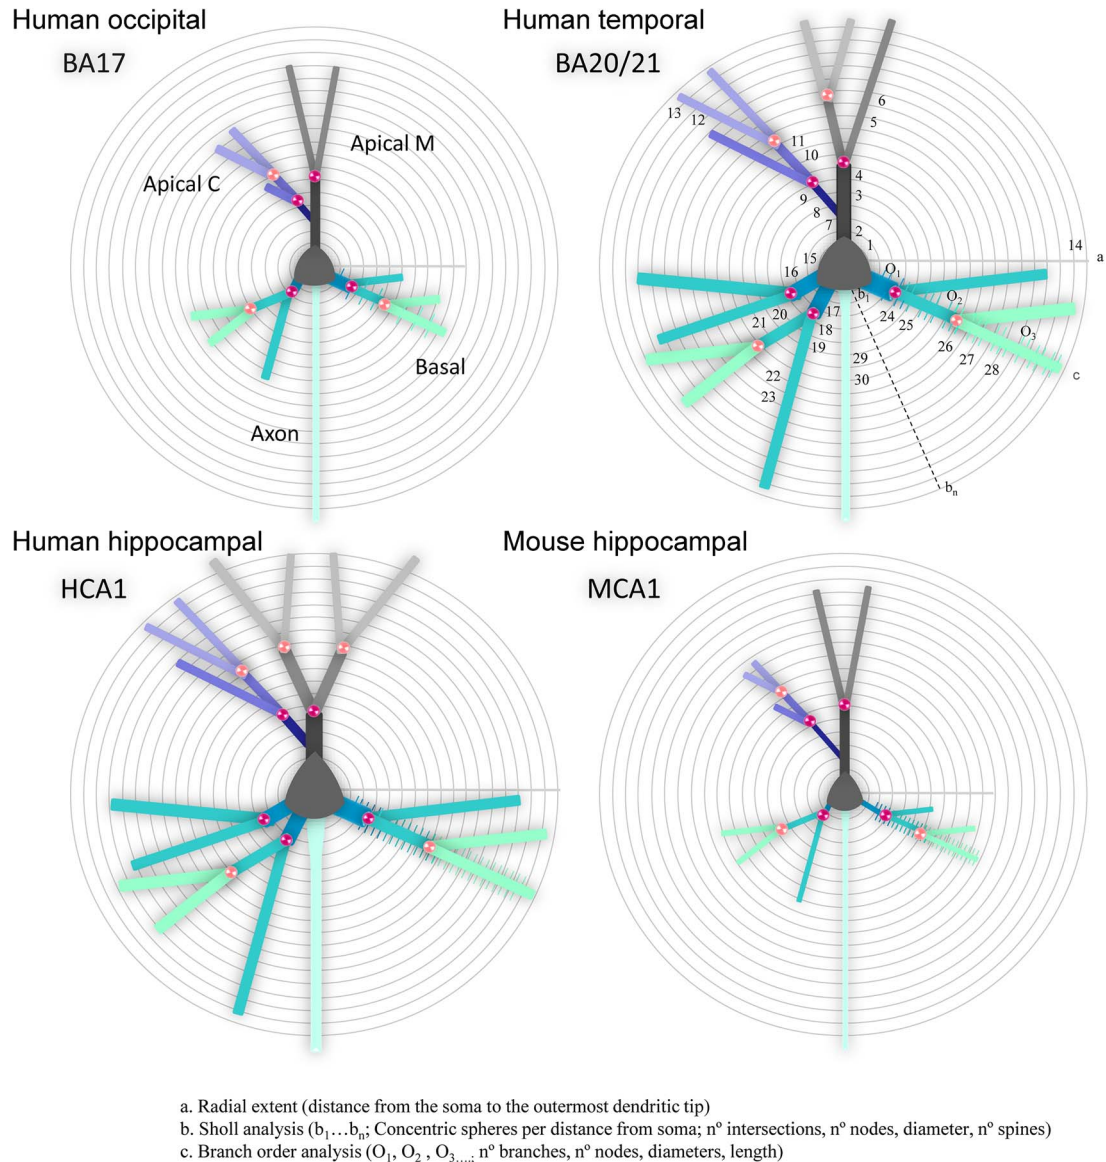 Human occipital
BA17
Apical M
Apical C
Basal
Axon
Human temporal
BA20/21
13
12
11
10
9
8
7
6
5
4
3
2
1
14
a
15
16
O₁
b₁
O₂
O₃
17
18
19
20
21
22
23
24
25
26
27
28
c
29
30
bₙ
Human hippocampal
HCA1
Mouse hippocampal
MCA1
a. Radial extent (distance from the soma to the outermost dendritic tip)
b. Sholl analysis (b₁…bₙ; Concentric spheres per distance from soma; nº intersections, nº nodes, diameter, nº spines)
c. Branch order analysis (O₁, O₂ , O₃….; nº branches, nº nodes, diameters, length)